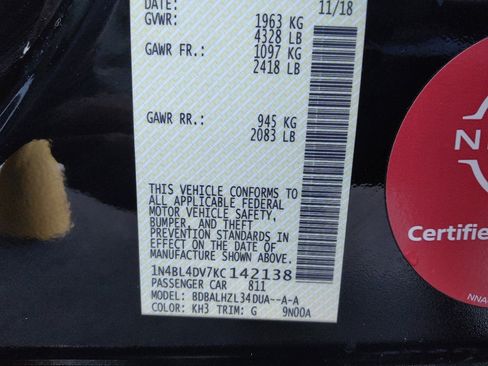 DATE: 11/18
GVWR: 1963 KG
4328 LB
GAWR FR.: 1097 KG
2418 LB
GAWR RR.: 945 KG
2083 LB
THIS VEHICLE CONFORMS TO
ALL APPLICABLE FEDERAL
MOTOR VEHICLE SAFETY,
BUMPER, AND THEFT
PREVENTION STANDARDS
IN EFFECT ON THE DATE OF
MANUFACTURE SHOWN ABOVE.
1N4BL4DV7KC142138
PASSENGER CAR 811
MODEL: BDBALHZL34DUA--A-A
COLOR: KH3 TRIM: G 9N00A
Certifie
NNA